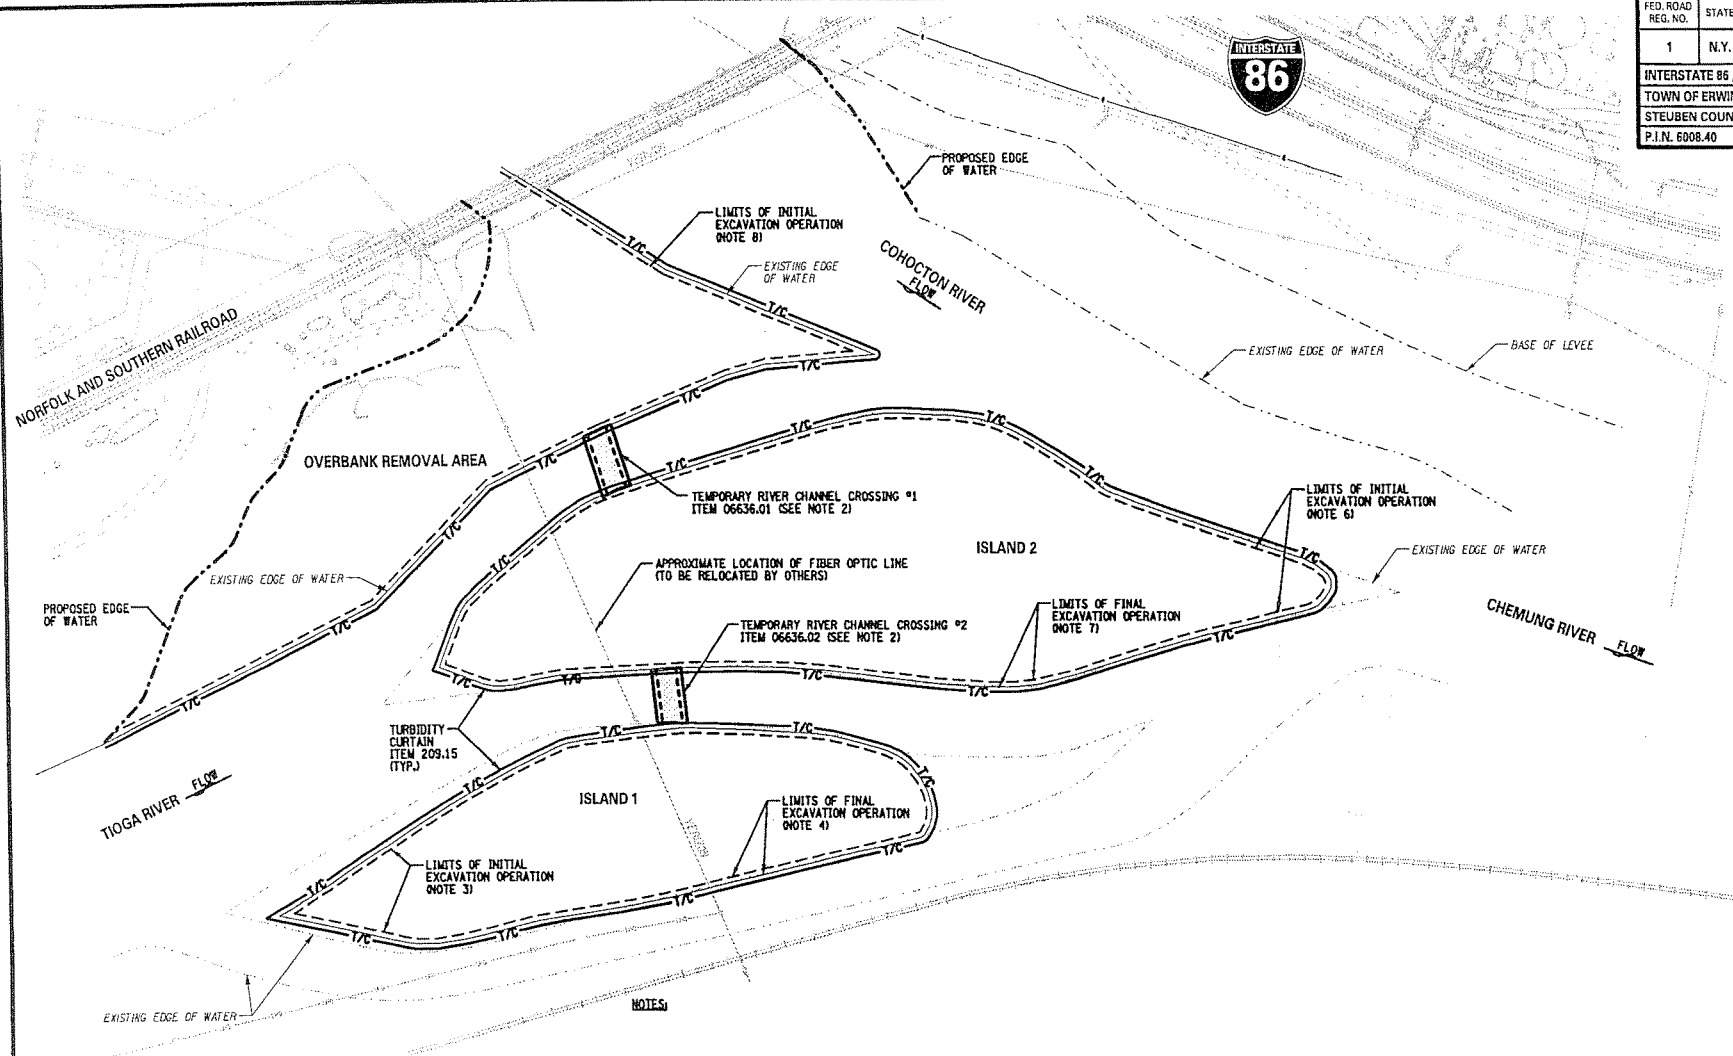 FED. ROAD
REG. NO.
STATE
1
N.Y.
INTERSTATE 86
TOWN OF ERWIN
STEUBEN COUN
P.I.N. 6008.40
INTERSTATE
86
PROPOSED EDGE
OF WATER
LIMITS OF INITIAL
EXCAVATION OPERATION
(NOTE 8)
EXISTING EDGE
OF WATER
COHOCTON RIVER
FLOW
T/C
T/C
T/C
T/C
NORFOLK AND SOUTHERN RAILROAD
EXISTING EDGE OF WATER
BASE OF LEVEE
OVERBANK REMOVAL AREA
T/C
T/C
T/C
T/C
T/C
T/C
TEMPORARY RIVER CHANNEL CROSSING #1
ITEM 06636.01 (SEE NOTE 2)
LIMITS OF INITIAL
EXCAVATION OPERATION
(NOTE 6)
T/C
ISLAND 2
T/C
EXISTING EDGE OF WATER
APPROXIMATE LOCATION OF FIBER OPTIC LINE
(TO BE RELOCATED BY OTHERS)
T/C
EXISTING EDGE OF WATER
PROPOSED EDGE
OF WATER
T/C
TEMPORARY RIVER CHANNEL CROSSING #2
ITEM 06636.02 (SEE NOTE 2)
LIMITS OF FINAL
EXCAVATION OPERATION
(NOTE 7)
T/C
CHEMUNG RIVER
FLOW
T/C
T/C
T/C
T/C
T/C
TURBIDITY
CURTAIN
ITEM 209.15
(TYP.)
T/C
T/C
TIOGA RIVER
FLOW
T/C
T/C
ISLAND 1
LIMITS OF FINAL
EXCAVATION OPERATION
(NOTE 4)
T/C
LIMITS OF INITIAL
EXCAVATION OPERATION
(NOTE 3)
T/C
T/C
T/C
T/C
EXISTING EDGE OF WATER
NOTES: